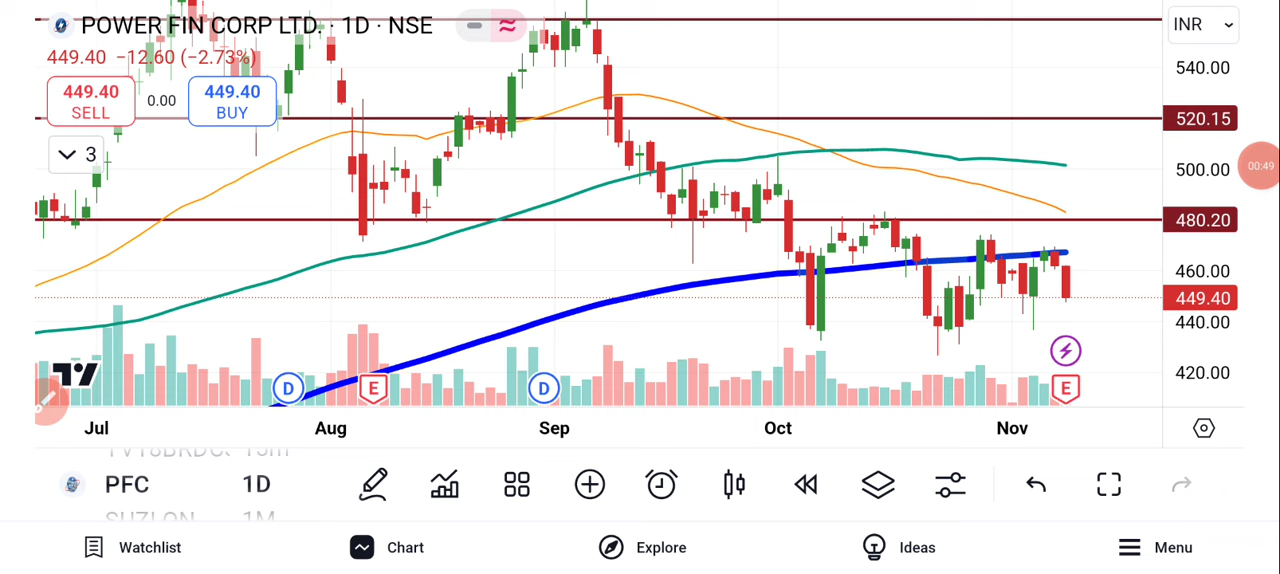 POWER FIN CORP LTD. · 1D · NSE
INR
449.40 −12.60 (−2.73%)
540.00
449.40
SELL
0.00
449.40
BUY
520.15
3
500.00
00:49
480.20
460.00
449.40
440.00
420.00
D
E
D
E
Jul
Aug
Sep
Oct
Nov
PFC
1D
SUZLON
1M
Watchlist
Chart
Explore
Ideas
Menu